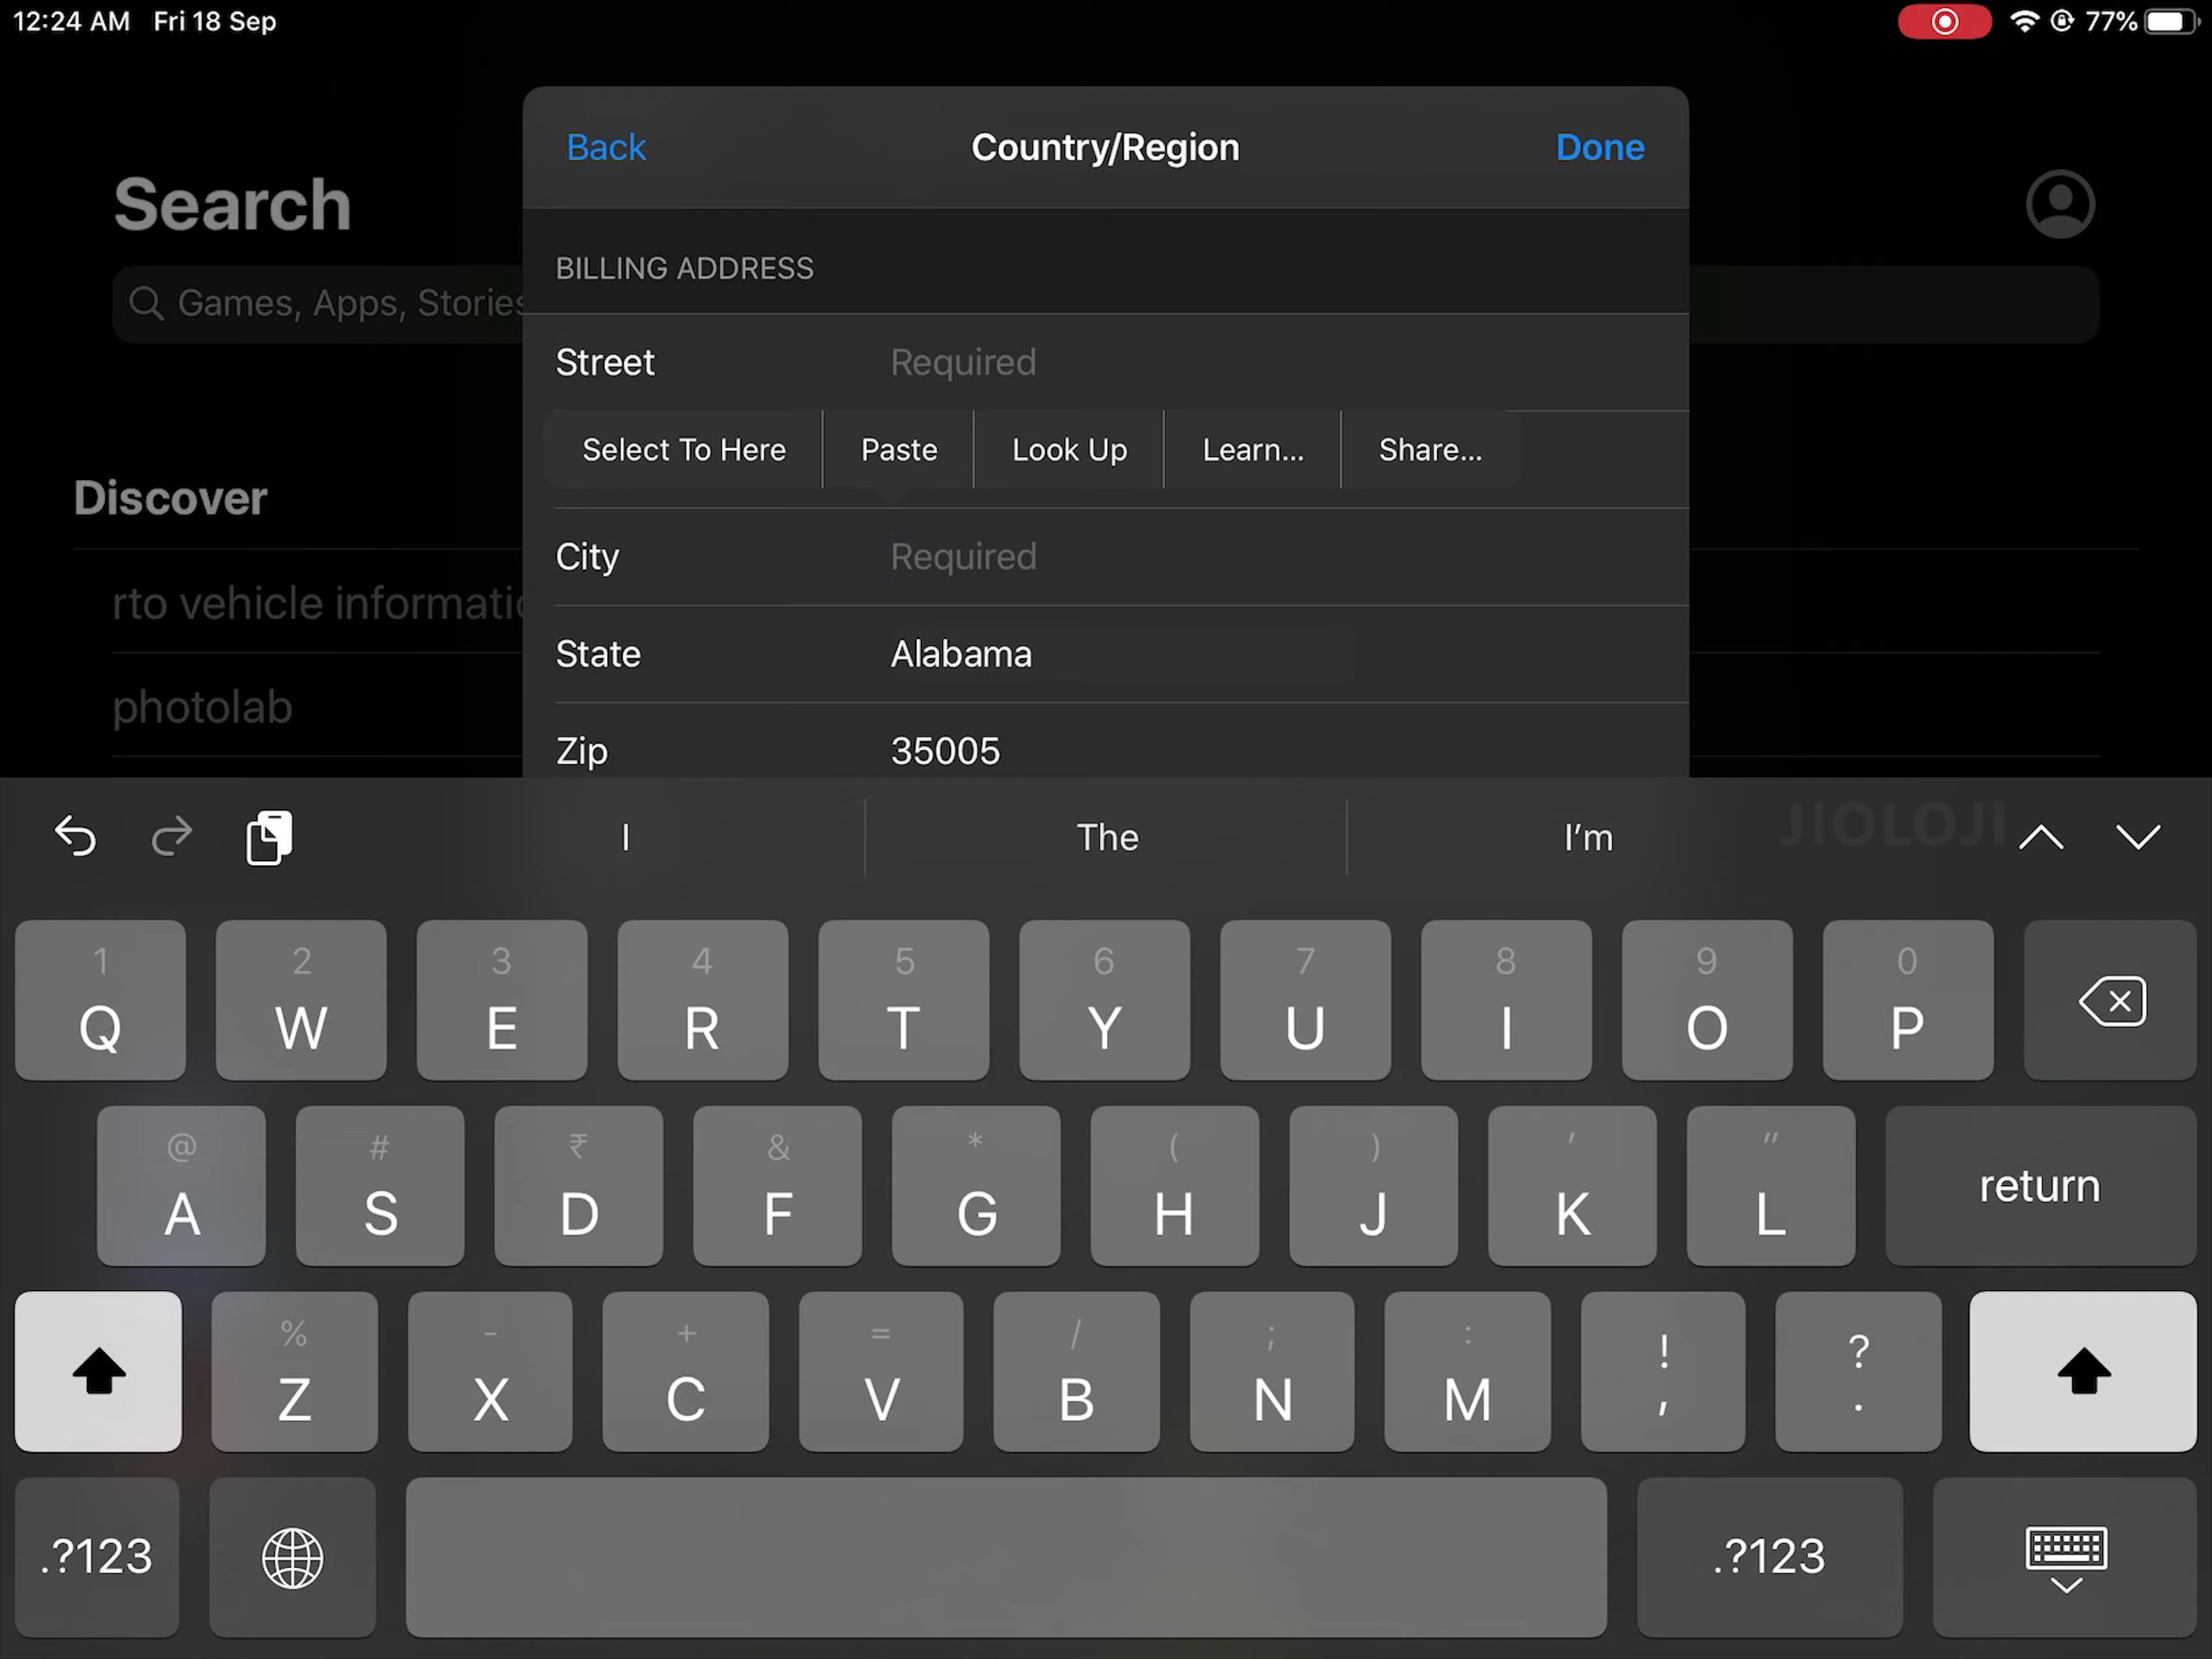 12:24 AM Fri 18 Sep
77%
Back
Country/Region
Done
Search
BILLING ADDRESS
Games, Apps, Stories
Street Required
Select To Here Paste Look Up Learn... Share...
Discover
City Required
rto vehicle informatio
State Alabama
photolab
Zip 35005
I The I'm
JIOLOJI
1 2 3 4 5 6 7 8 9 0
Q W E R T Y U I O P
@ # ₹ & * ( ) ' "
A S D F G H J K L return
% - + = / ; : ! ?
Z X C V B N M , .
.?123 .?123